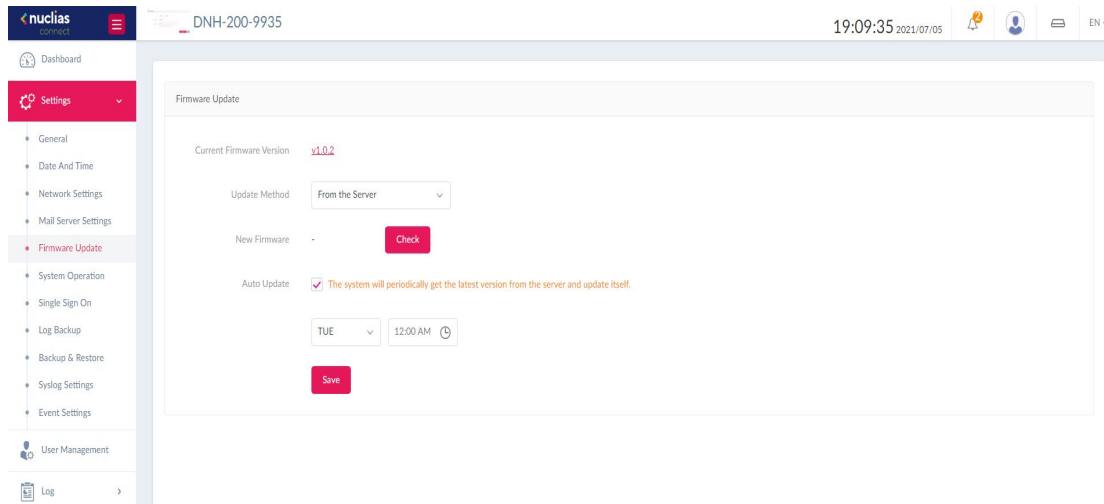 nuclias
connect
DNH-200-9935
19:09:35 2021/07/05
2
EN
Dashboard
Settings
General
Date And Time
Network Settings
Mail Server Settings
Firmware Update
System Operation
Single Sign On
Log Backup
Backup & Restore
Syslog Settings
Event Settings
User Management
Log
Firmware Update
Current Firmware Version v1.0.2
Update Method From the Server
New Firmware - Check
Auto Update The system will periodically get the latest version from the server and update itself.
TUE 12:00 AM
Save